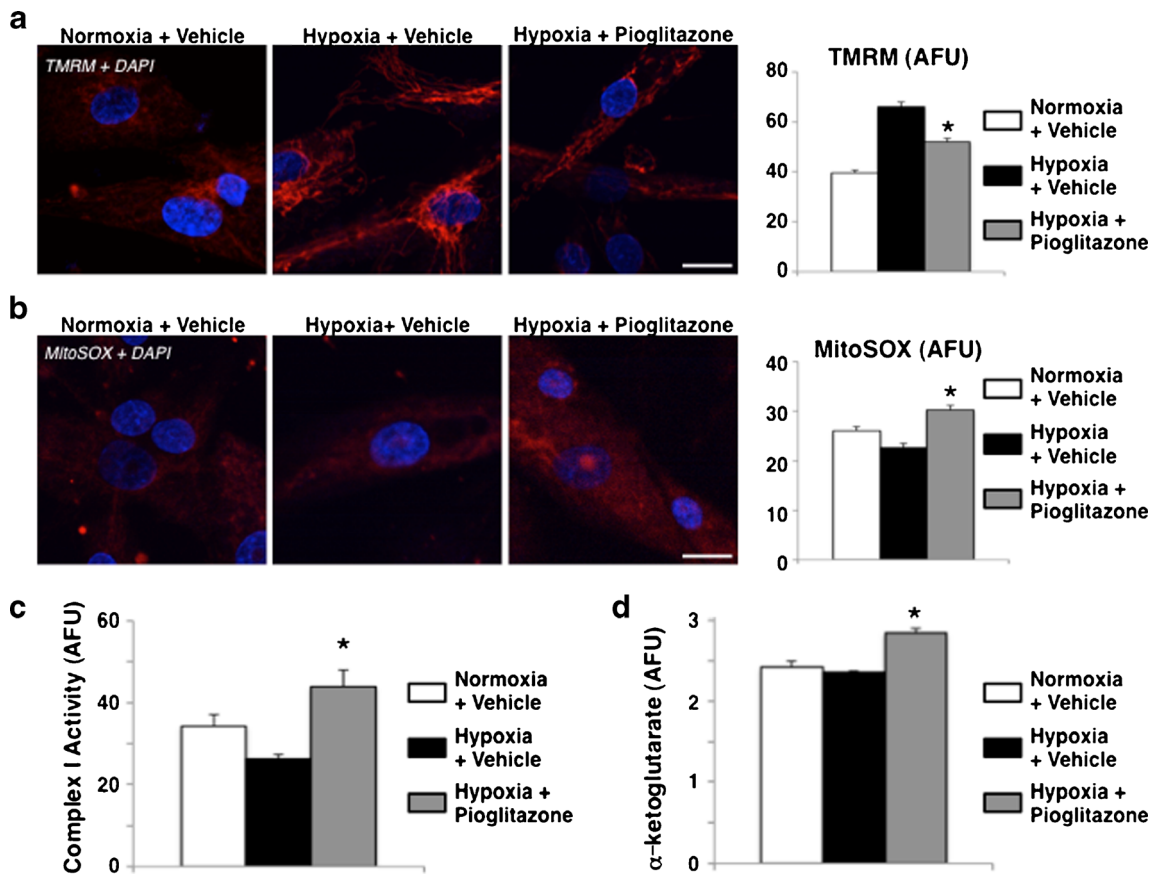 a
Normoxia + Vehicle
Hypoxia + Vehicle
Hypoxia + Pioglitazone
TMRM + DAPI
TMRM (AFU)
80
60
40
20
0
*
Normoxia
+ Vehicle
Hypoxia
+ Vehicle
Hypoxia +
Pioglitazone
b
Normoxia + Vehicle
Hypoxia+ Vehicle
Hypoxia + Pioglitazone
MitoSOX + DAPI
MitoSOX (AFU)
40
30
20
10
0
*
Normoxia
+ Vehicle
Hypoxia
+ Vehicle
Hypoxia +
Pioglitazone
c
Complex I Activity (AFU)
60
40
20
0
*
Normoxia
+ Vehicle
Hypoxia
+ Vehicle
Hypoxia +
Pioglitazone
d
α-ketoglutarate (AFU)
3
2
1
0
*
Normoxia
+ Vehicle
Hypoxia
+ Vehicle
Hypoxia +
Pioglitazone